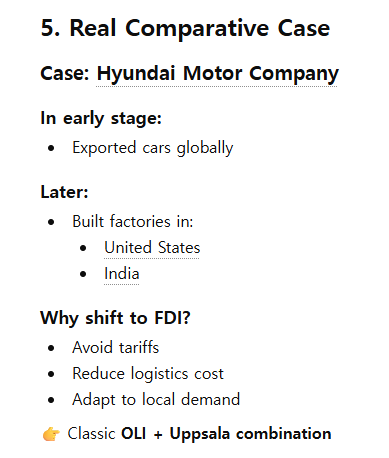 5. Real Comparative Case
Case: Hyundai Motor Company
In early stage:
• Exported cars globally
Later:
• Built factories in:
• United States
• India
Why shift to FDI?
• Avoid tariffs
• Reduce logistics cost
• Adapt to local demand
👉 Classic OLI + Uppsala combination